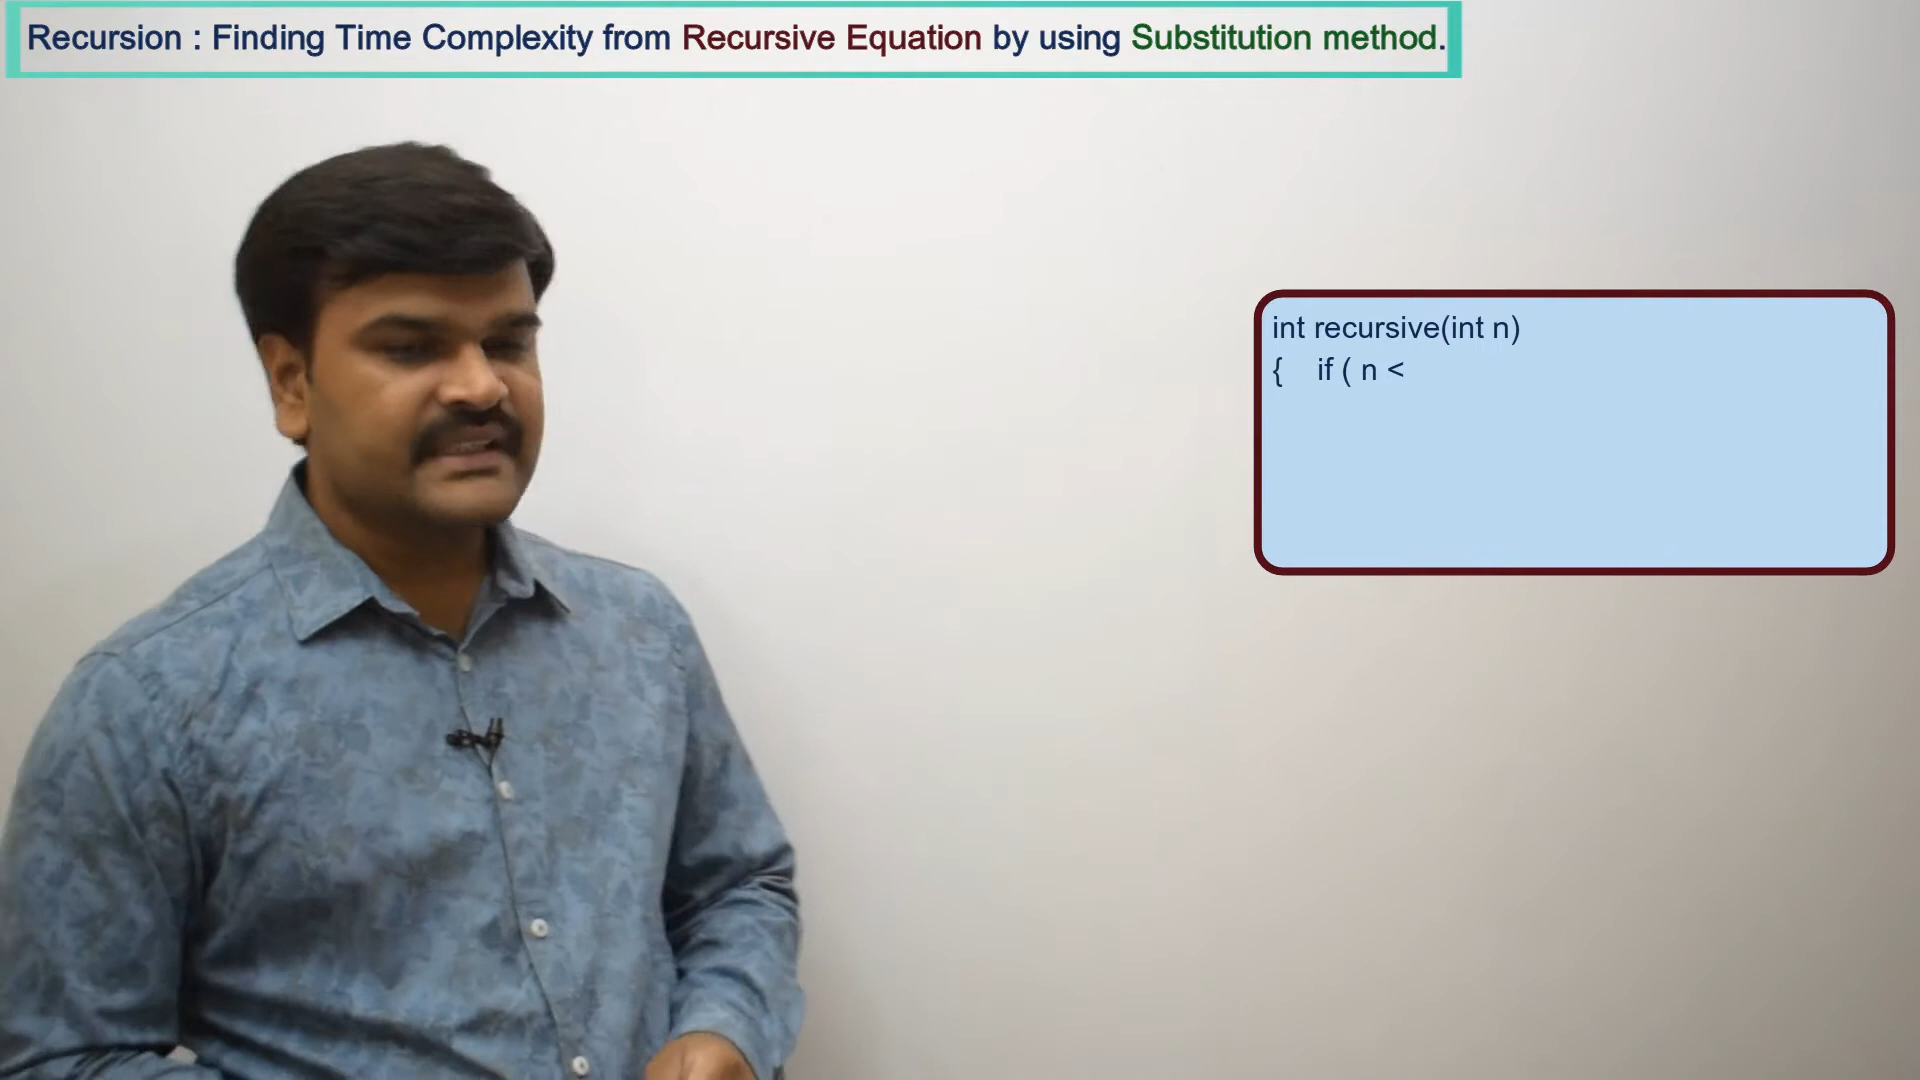 Recursion : Finding Time Complexity from Recursive Equation by using Substitution method.
int recursive(int n)
{ if ( n <